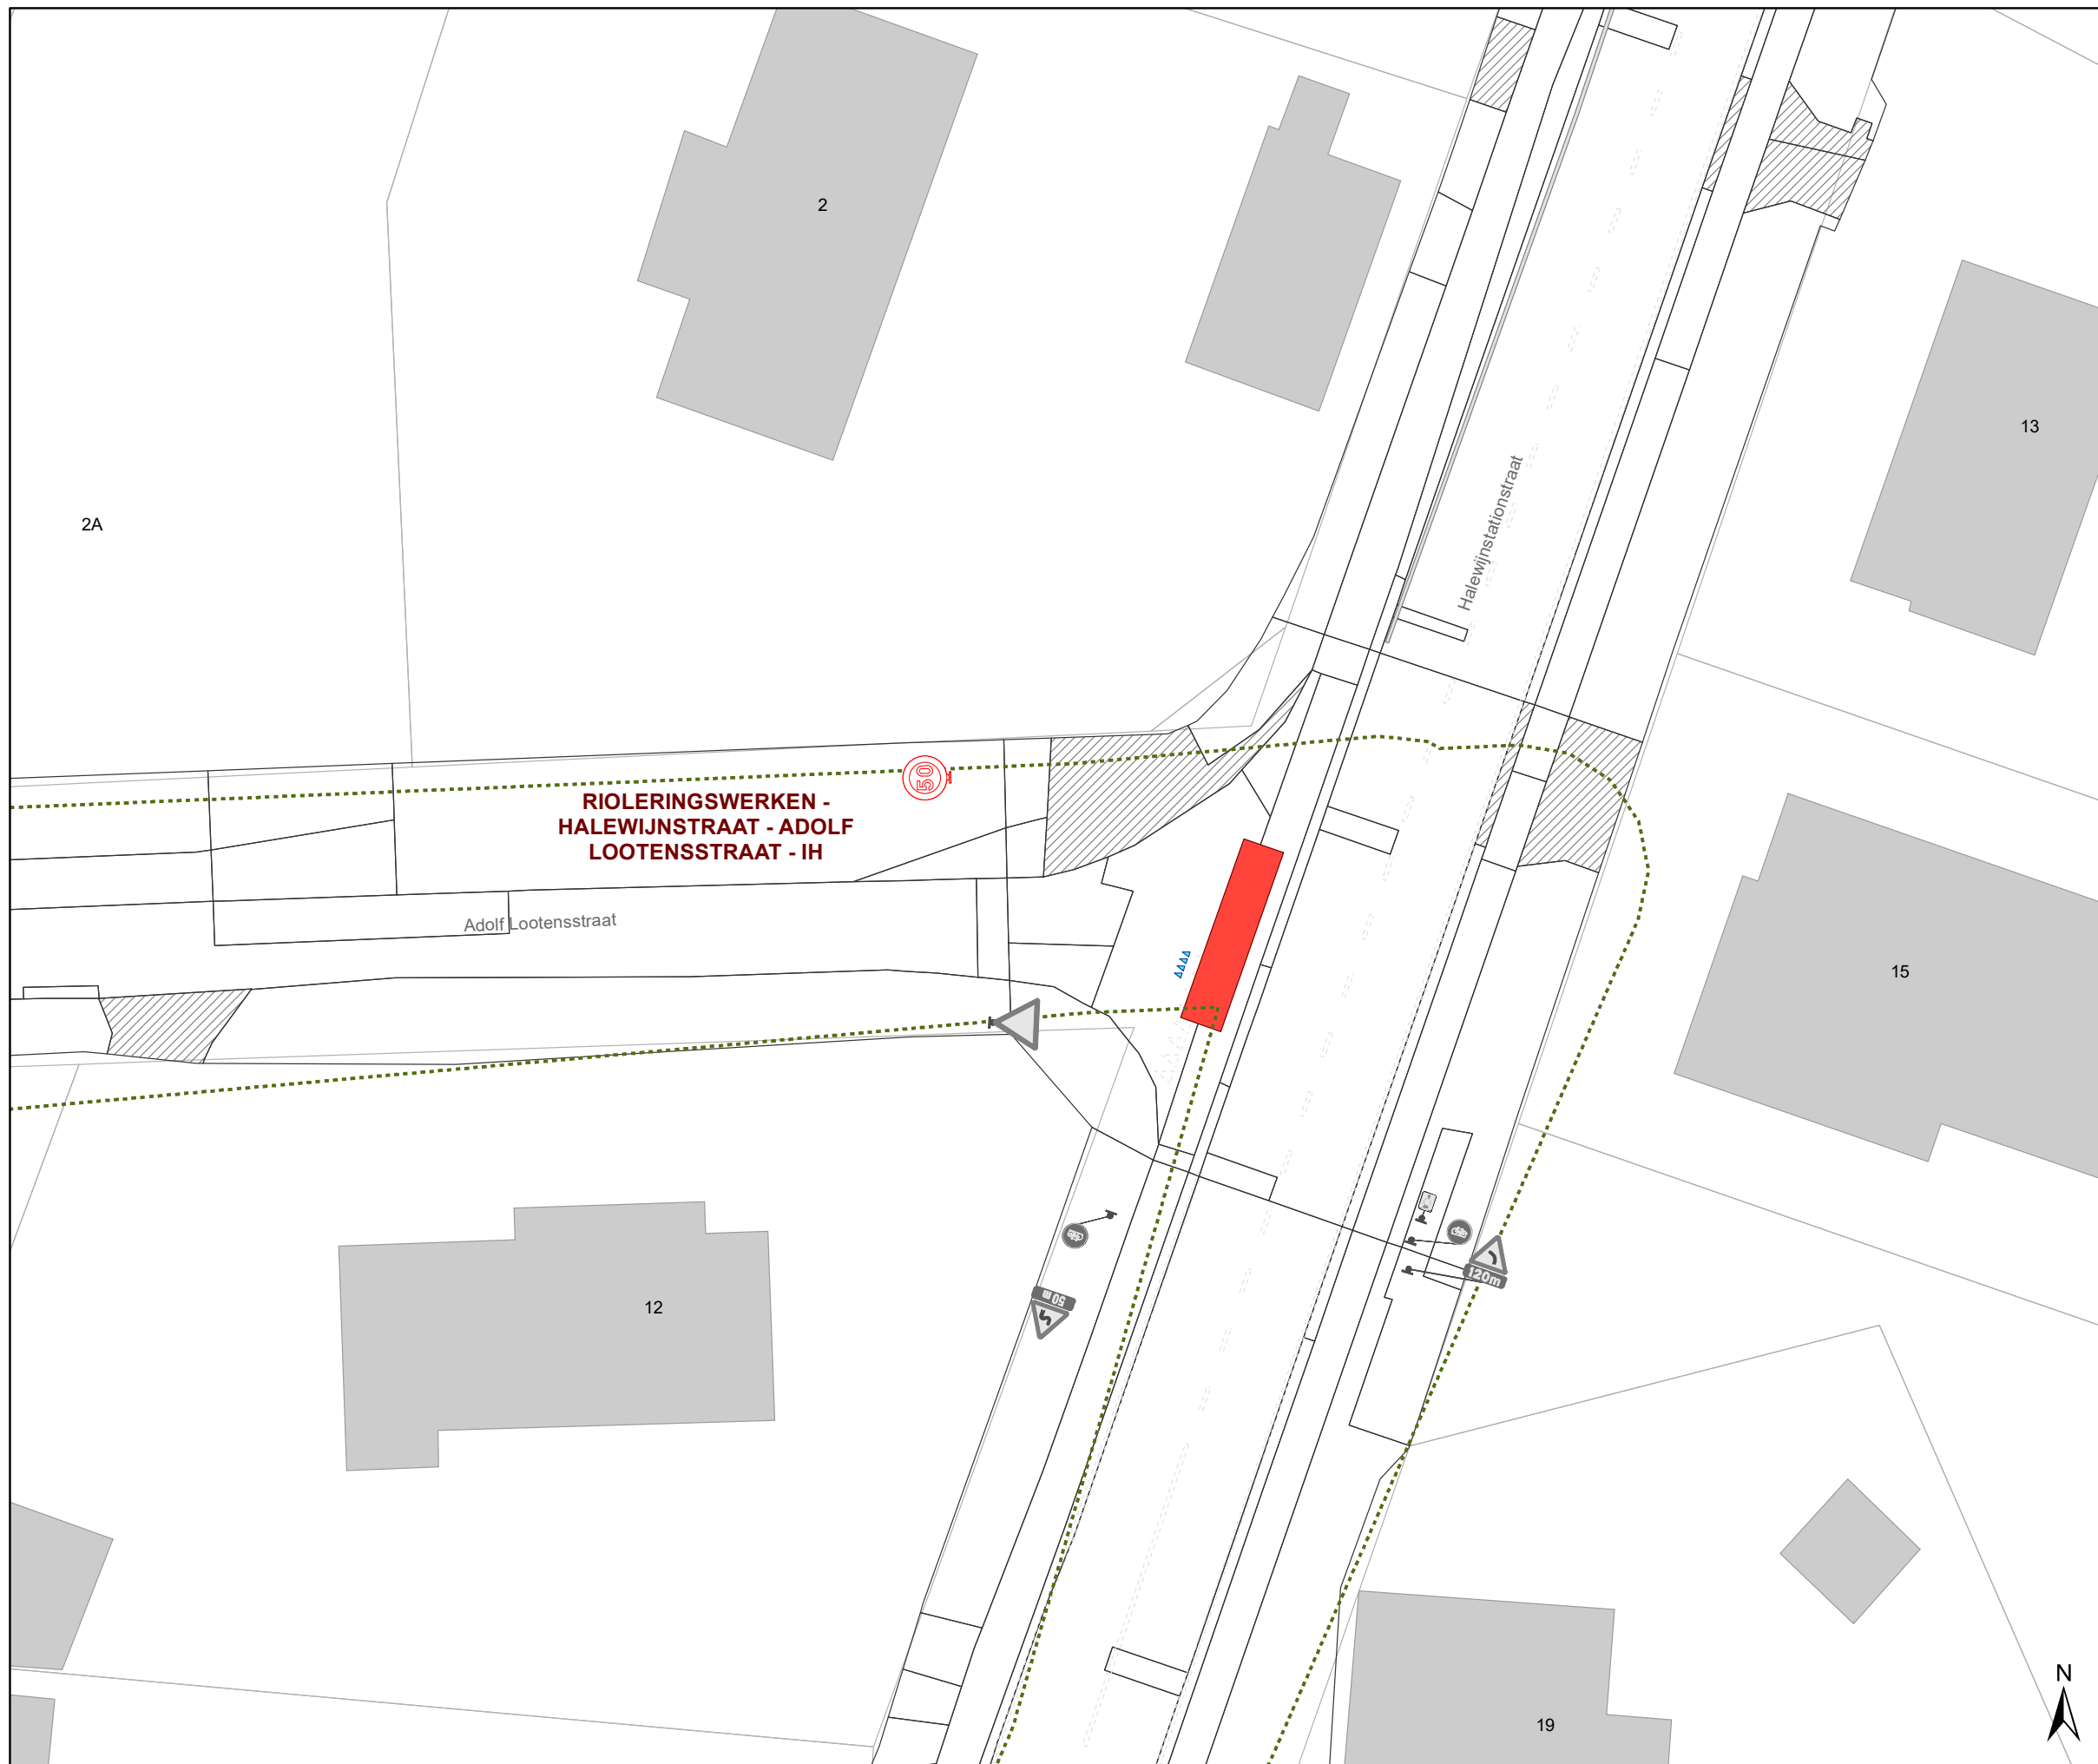 2
13
Halewijnstationstraat
2A
50
RIOLERINGSWERKEN -
HALEWIJNSTRAAT - ADOLF
LOOTENSSTRAAT - IH
Adolf Lootensstraat
15
120m
50 m
12
N
19